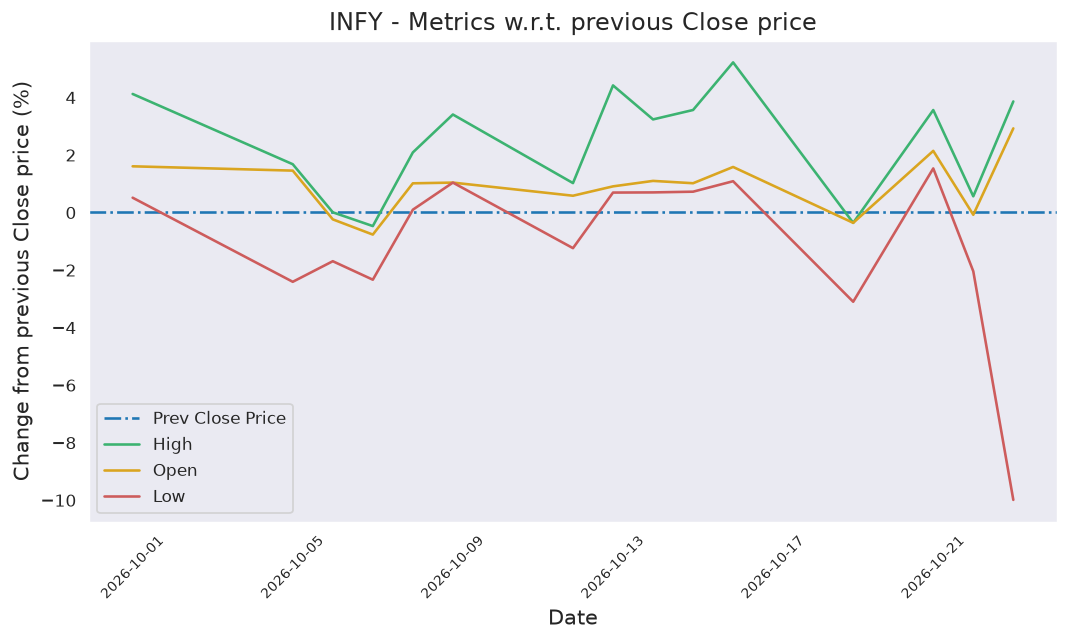 INFY - Metrics w.r.t. previous Close price
Change from previous Close price (%)
4
2
0
−2
−4
−6
−8
−10
Prev Close Price
High
Open
Low
2026-10-01
2026-10-05
2026-10-09
2026-10-13
2026-10-17
2026-10-21
Date